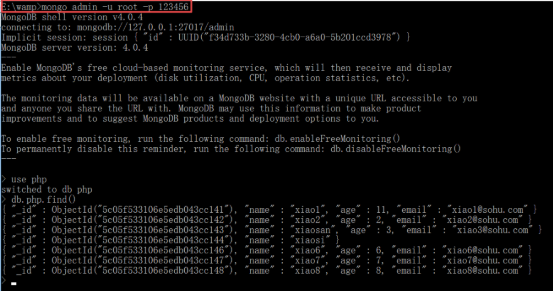 E:\wamp>mongo admin -u root -p 123456
MongoDB shell version v4.0.4
connecting to: mongodb://127.0.0.1:27017/admin
Implicit session: session { "id" : UUID("f34d733b-3280-4cb0-a6a0-5b201ccd3978") }
MongoDB server version: 4.0.4
---
Enable MongoDB's free cloud-based monitoring service, which will then receive and display
metrics about your deployment (disk utilization, CPU, operation statistics, etc).
The monitoring data will be available on a MongoDB website with a unique URL accessible to you
and anyone you share the URL with. MongoDB may use this information to make product
improvements and to suggest MongoDB products and deployment options to you.
To enable free monitoring, run the following command: db.enableFreeMonitoring()
To permanently disable this reminder, run the following command: db.disableFreeMonitoring()
---
> use php
switched to db php
> db.php.find()
{ "_id" : ObjectId("5c05f533106e5edb043cc141"), "name" : "xiao1", "age" : 11, "email" : "xiao1@sohu.com" }
{ "_id" : ObjectId("5c05f533106e5edb043cc142"), "name" : "xiao2", "age" : 2, "email" : "xiao2@sohu.com" }
{ "_id" : ObjectId("5c05f533106e5edb043cc143"), "name" : "xiaosan", "age" : 3, "email" : "xiao3@sohu.com" }
{ "_id" : ObjectId("5c05f533106e5edb043cc144"), "name" : "xiaosi" }
{ "_id" : ObjectId("5c05f533106e5edb043cc146"), "name" : "xiao6", "age" : 6, "email" : "xiao6@sohu.com" }
{ "_id" : ObjectId("5c05f533106e5edb043cc147"), "name" : "xiao7", "age" : 7, "email" : "xiao7@sohu.com" }
{ "_id" : ObjectId("5c05f533106e5edb043cc148"), "name" : "xiao8", "age" : 8, "email" : "xiao8@sohu.com" }
>